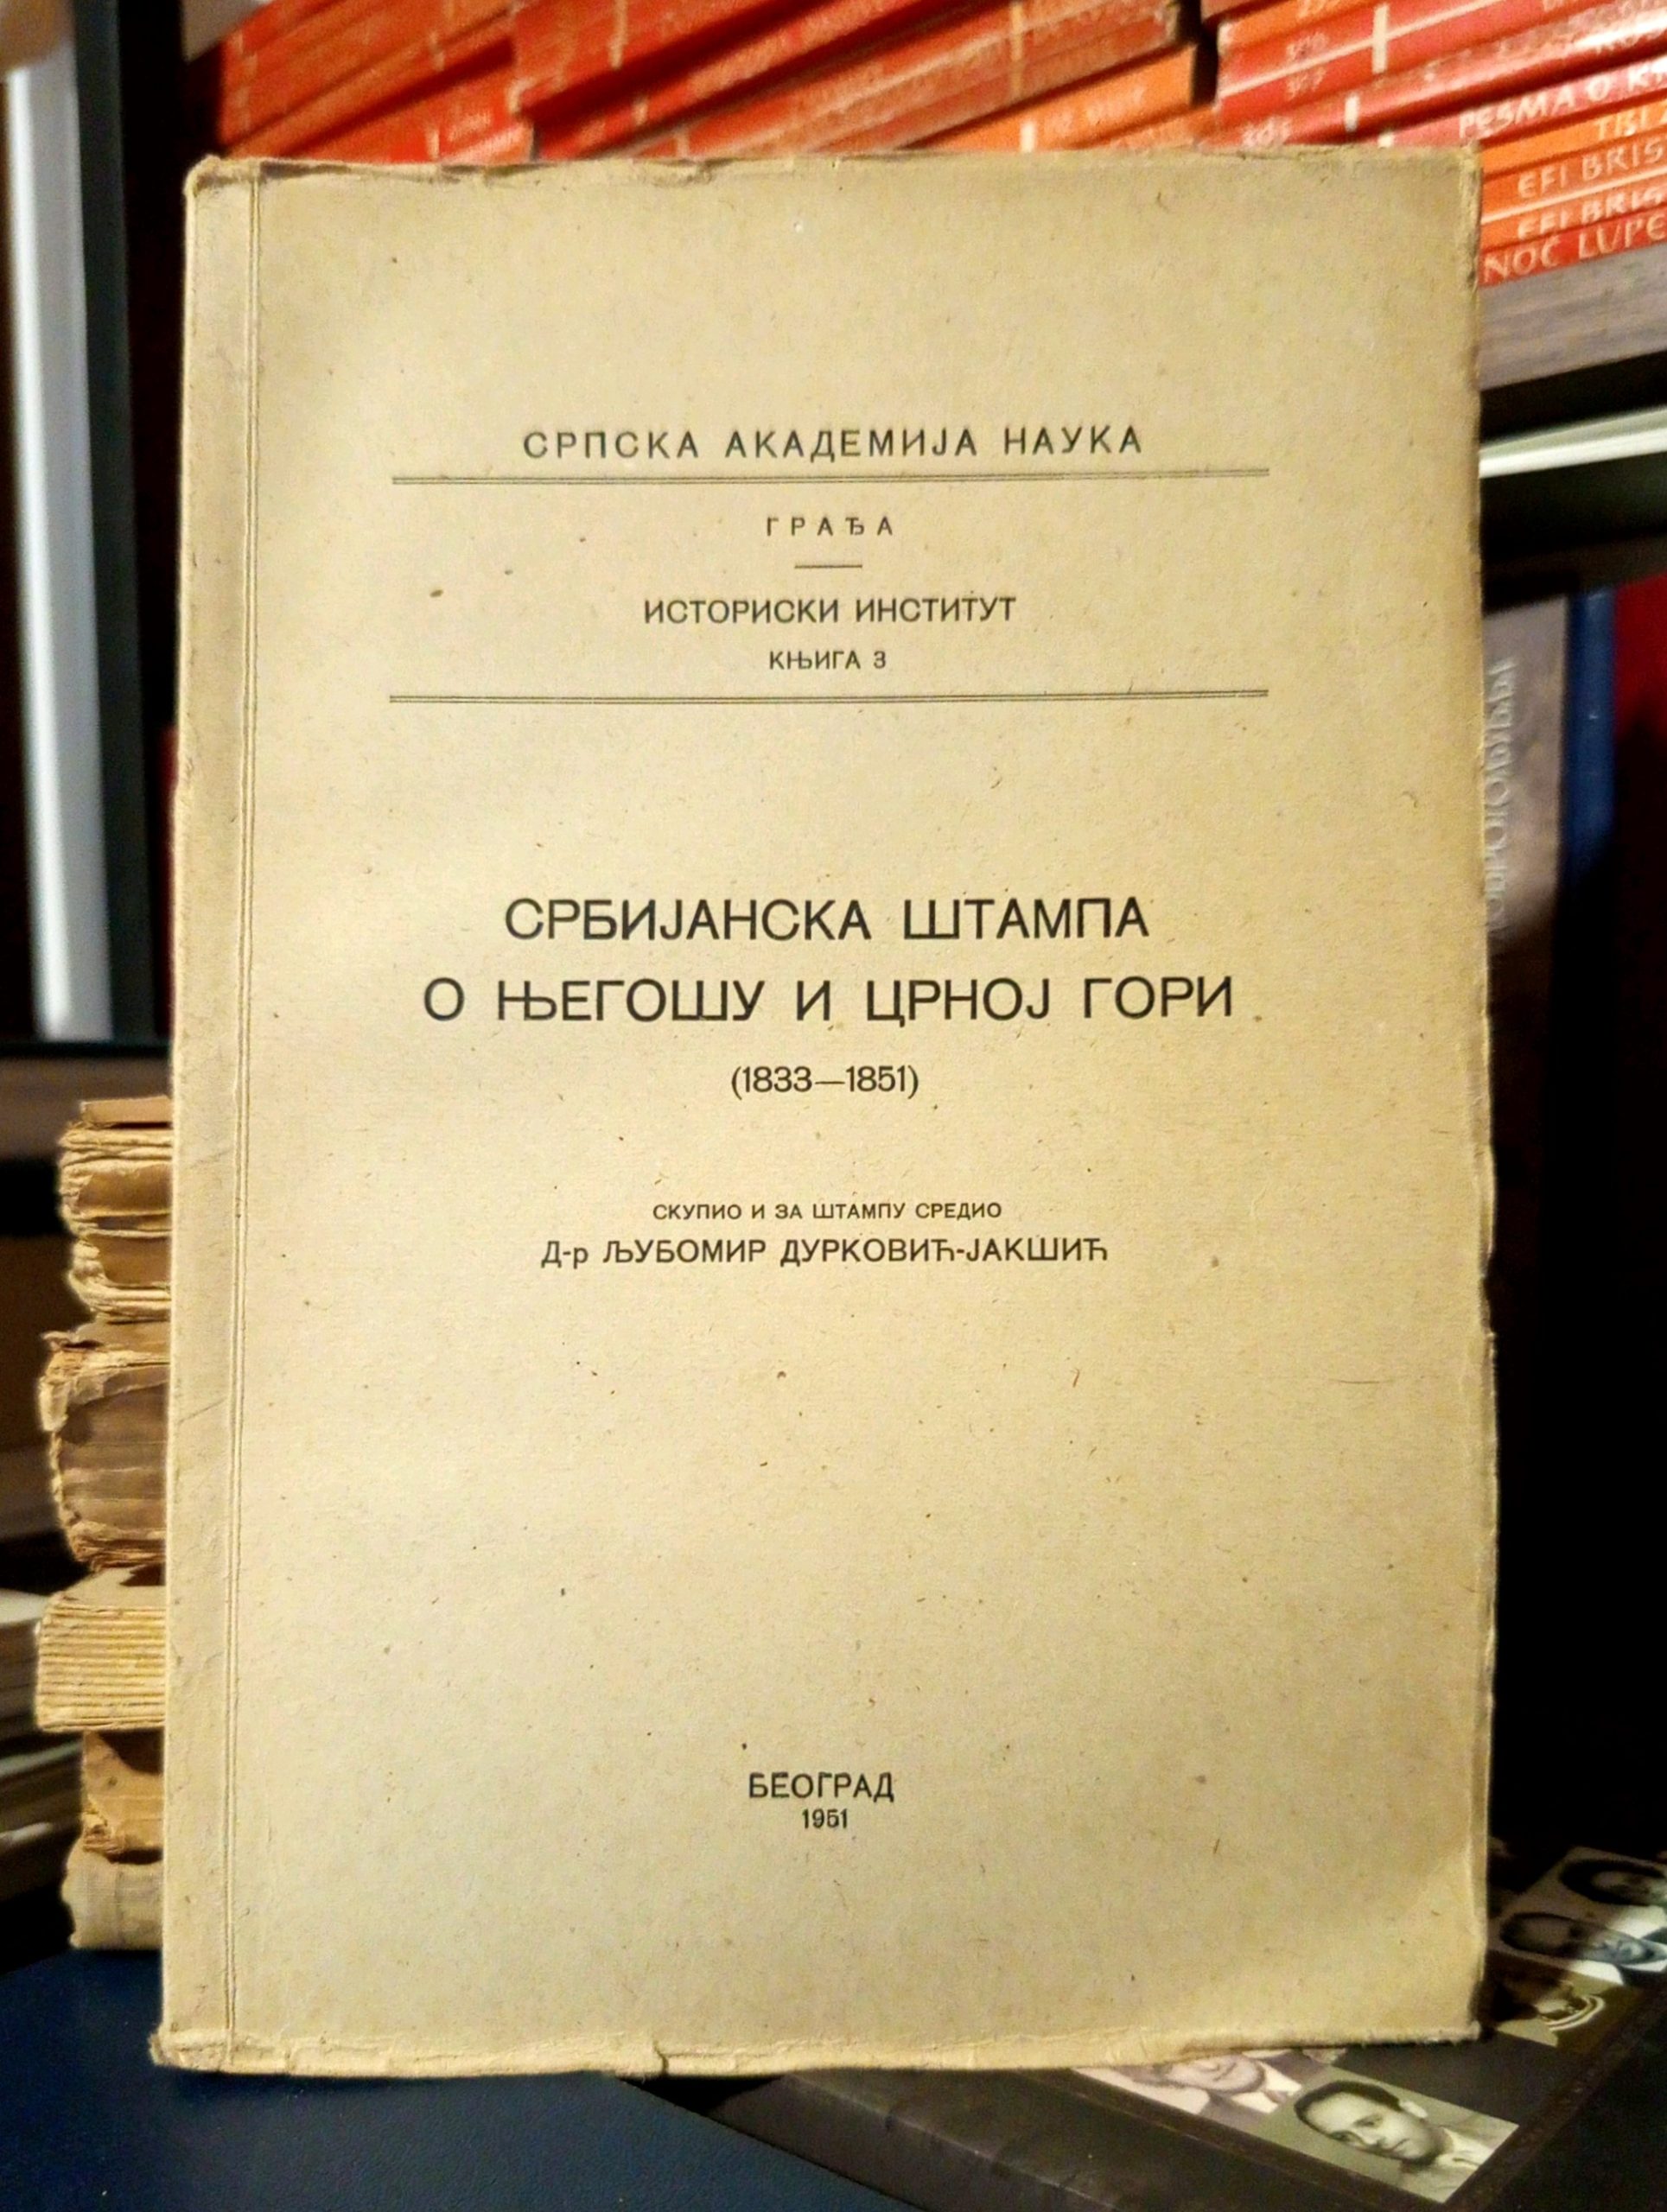 PESMA O
EFI BRIS
EFI BRIS
NOĆ LUPE
СРПСКА АКАДЕМИЈА НАУКА
ГРАЂА
ИСТОРИСКИ ИНСТИТУТ
КЊИГА 3
СРБИЈАНСКА ШТАМПА
О ЊЕГОШУ И ЦРНОЈ ГОРИ
(1833—1851)
СКУПИО И ЗА ШТАМПУ СРЕДИО
Д-р ЉУБОМИР ДУРКОВИЋ-ЈАКШИЋ
БЕОГРАД
1951